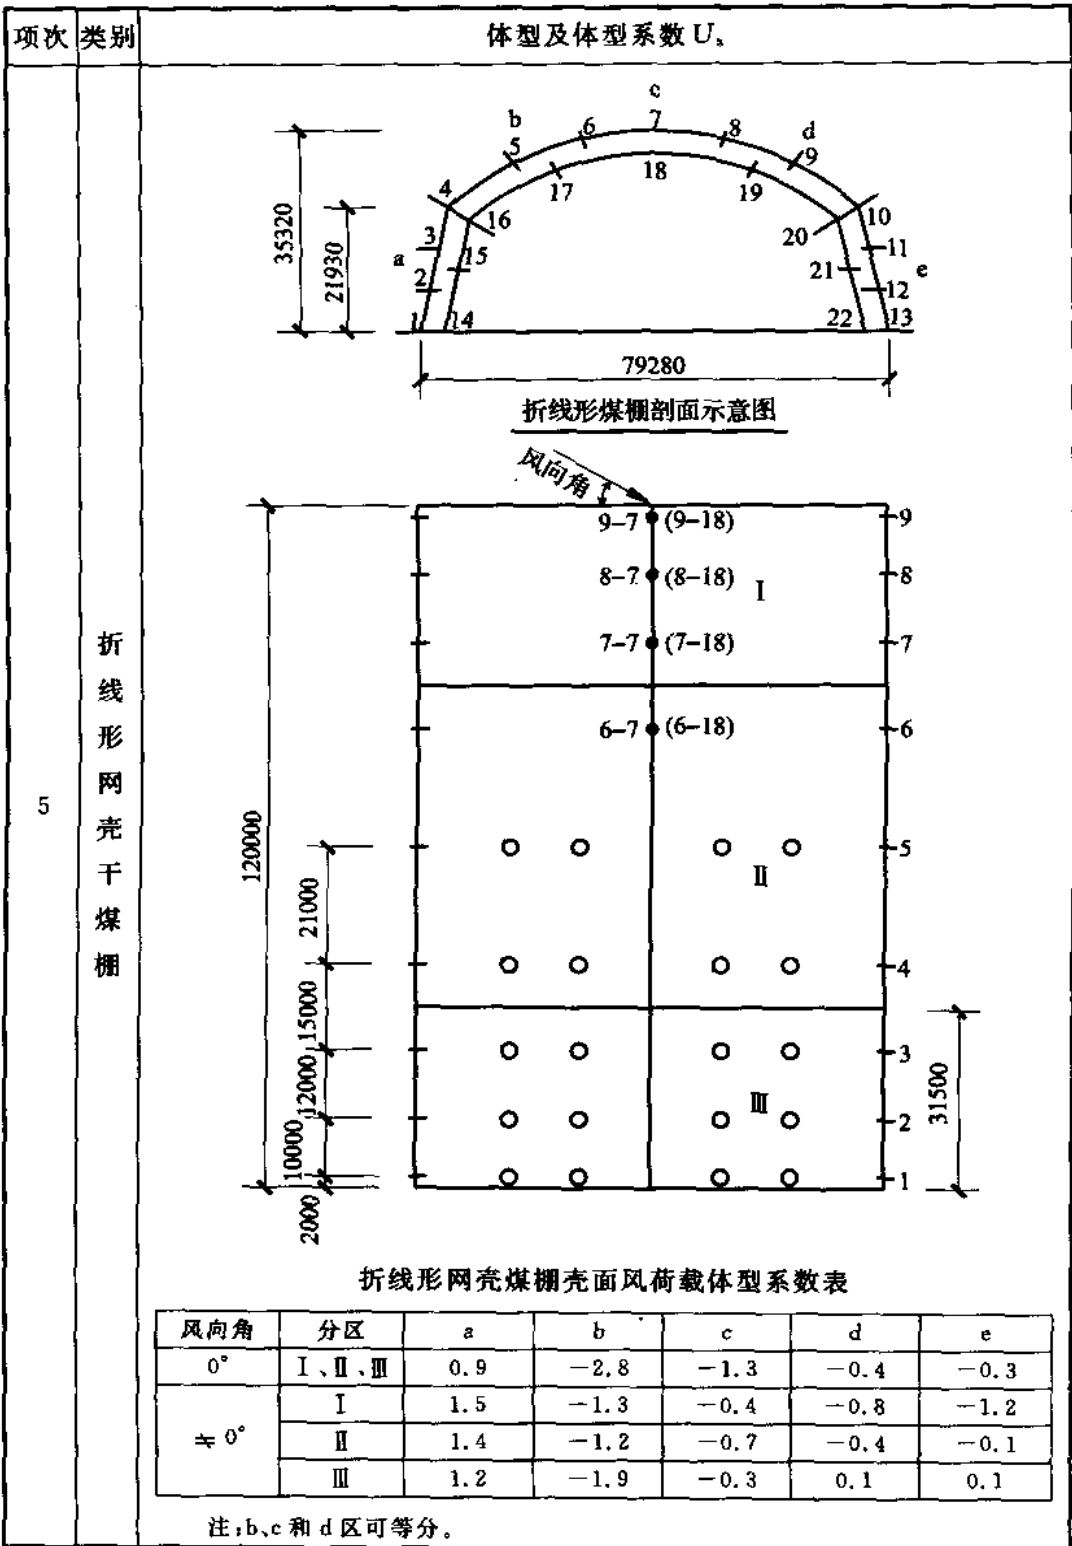 项次 类别 体型及体型系数 Uₛ
5
折线形网壳干煤棚
c
b 7 d
6 8
5 9
4 10
17 18 19
16 20
3 11
a 15 21 e
2 12
1 14 22 13
35320
21930
79280
折线形煤棚剖面示意图
风向角
9-7 (9-18) 9
8-7 (8-18) 8
I
7-7 (7-18) 7
6-7 (6-18) 6
120000
5
Ⅱ
21000
4
15000
3
12000
Ⅲ
31500
2
10000
1
2000
折线形网壳煤棚壳面风荷载体型系数表
风向角 分区 a b c d e
0° Ⅰ、Ⅱ、Ⅲ 0.9 −2.8 −1.3 −0.4 −0.3
≒ 0° Ⅰ 1.5 −1.3 −0.4 −0.8 −1.2
Ⅱ 1.4 −1.2 −0.7 −0.4 −0.1
Ⅲ 1.2 −1.9 −0.3 0.1 0.1
注:b、c 和 d 区可等分。